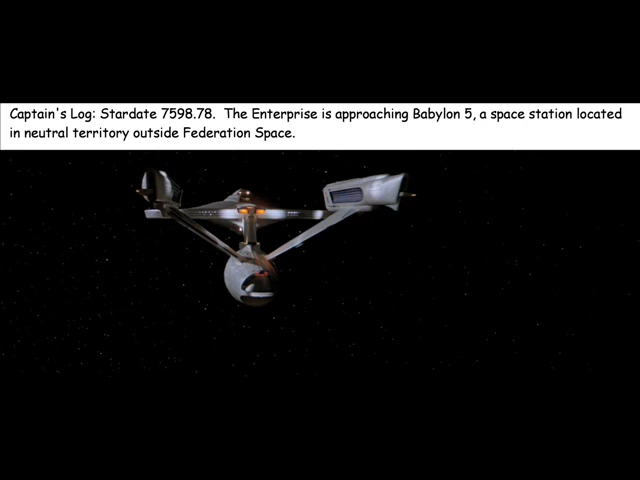 Captain's Log: Stardate 7598.78.  The Enterprise is approaching Babylon 5, a space station located
in neutral territory outside Federation Space.